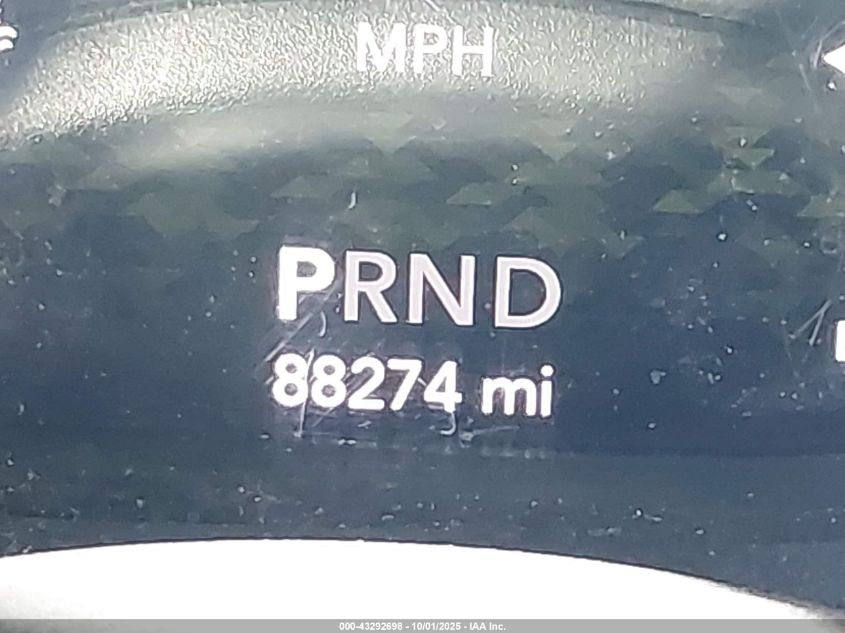 MPH
PRND
88274 mi
000-43292698 - 10/01/2025 - IAA Inc.